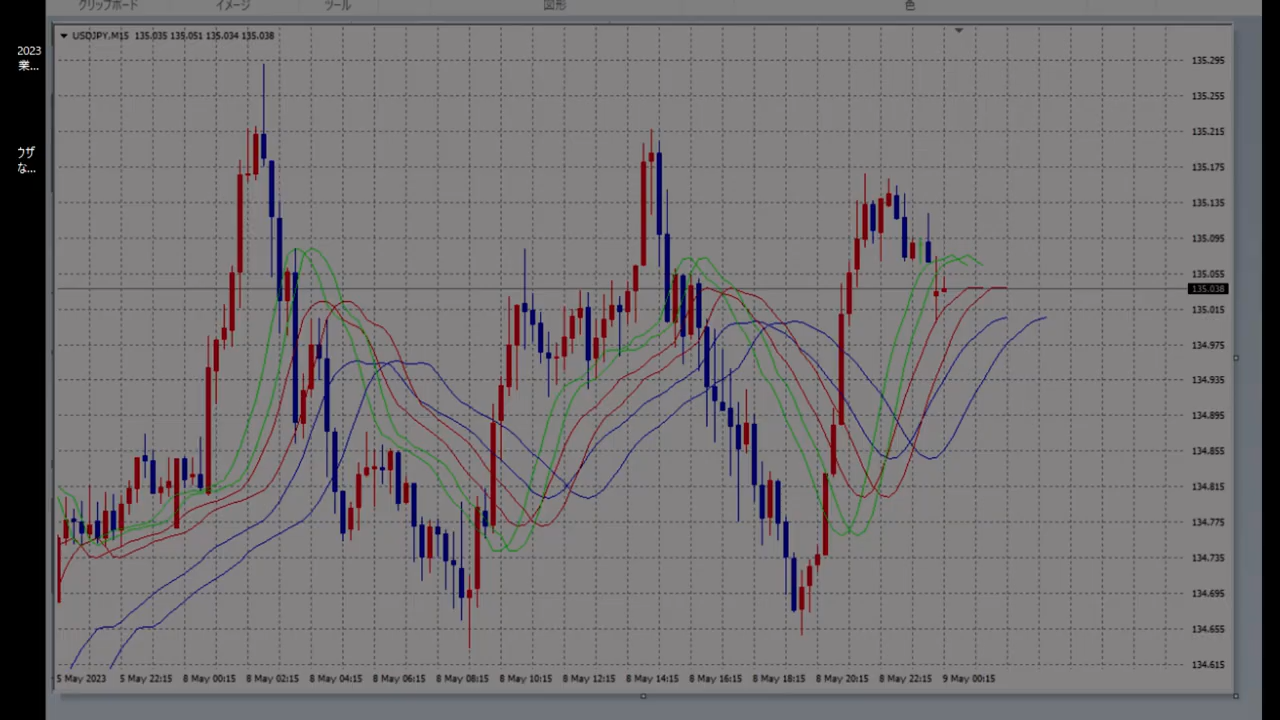 クリップボード
イメージ
ツール
図形
色
2023
業...
ウザ
な...
USDJPY,M15 135.035 135.051 135.034 135.038
135.295
135.255
135.215
135.175
135.135
135.095
135.055
135.038
135.015
134.975
134.935
134.895
134.855
134.815
134.775
134.735
134.695
134.655
134.615
5 May 2023
5 May 22:15
8 May 00:15
8 May 02:15
8 May 04:15
8 May 06:15
8 May 08:15
8 May 10:15
8 May 12:15
8 May 14:15
8 May 16:15
8 May 18:15
8 May 20:15
8 May 22:15
9 May 00:15